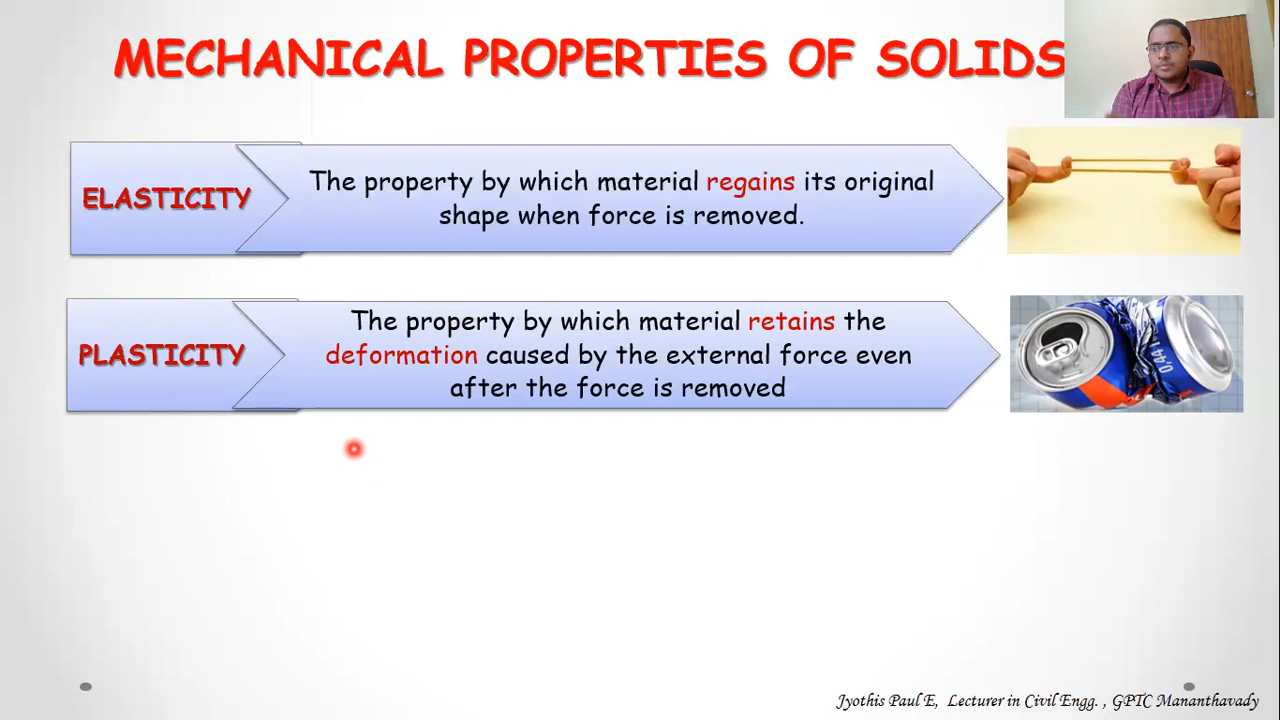 MECHANICAL PROPERTIES OF SOLIDS
ELASTICITY
The property by which material regains its original
shape when force is removed.
PLASTICITY
The property by which material retains the
deformation caused by the external force even
after the force is removed
0,44
Jyothis Paul E, Lecturer in Civil Engg. , GPTC Mananthavady